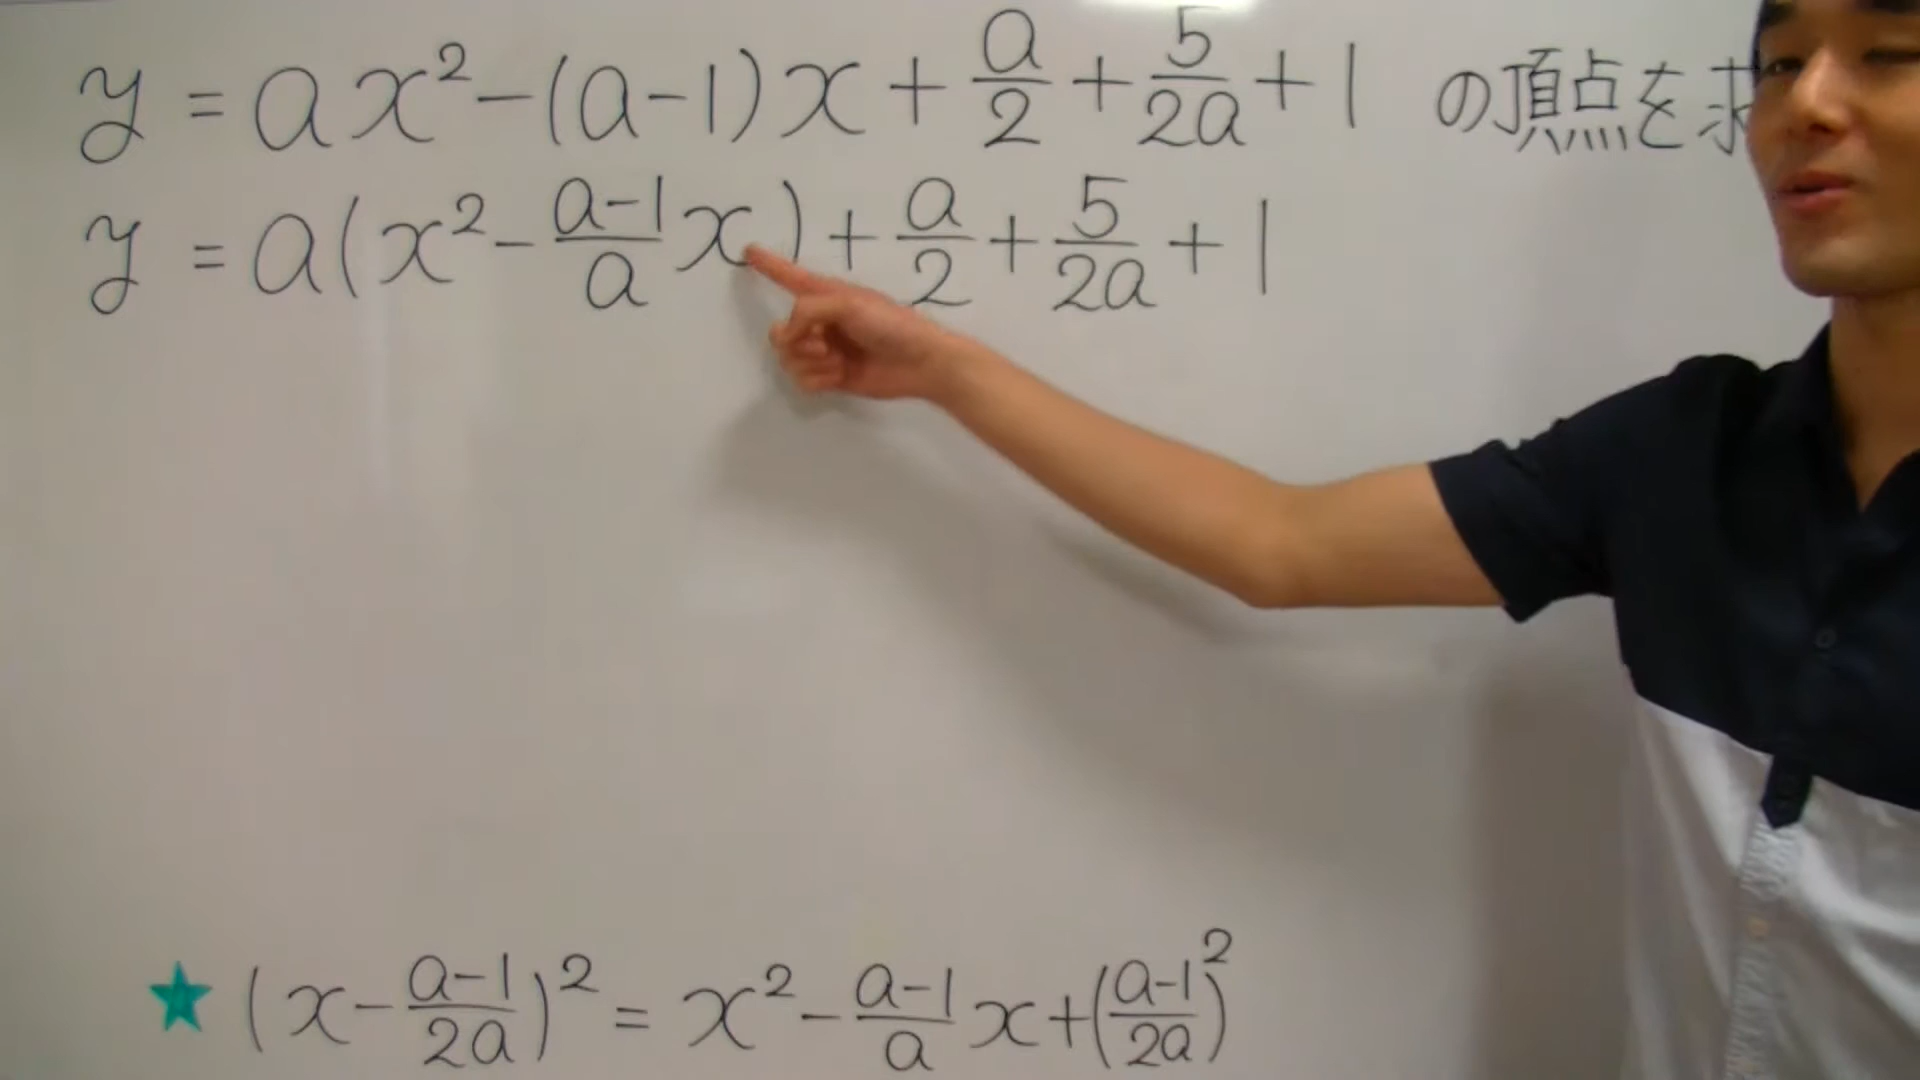 y = ax² - (a-1)x + a/2 + 5/2a + 1 の頂点を求
y = a(x² - a-1/a x) + a/2 + 5/2a + 1
★ (x - a-1/2a)² = x² - a-1/a x + (a-1/2a)²